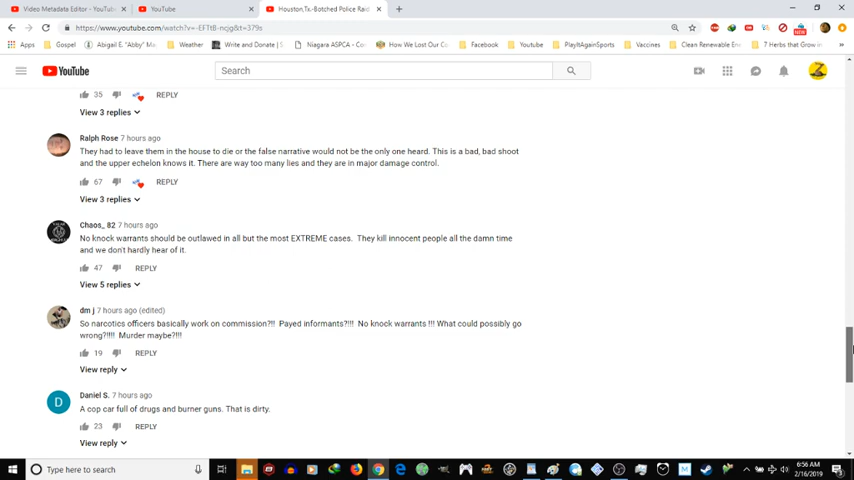 Video Metadata Editor - YouTub
YouTube
Houston,Tx.-Botched Police Raid
https://www.youtube.com/watch?v=-EFTtB-ncjg&t=379s
Apps
Gospel
Abigail E. "Abby" M
Weather
Write and Donate | S
Niagara ASPCA - C
How We Lost Our C
Facebook
Youtube
PlayItAgainSports
Vaccines
Clean Renewable En
7 Herbs that Grow in
YouTube
Search
35
REPLY
View 3 replies
Ralph Rose 7 hours ago
They had to leave them in the house to die or the false narrative would not be the only one heard. This is a bad, bad shoot
and the upper echelon knows it. There are way too many lies and they are in major damage control.
67
REPLY
View 3 replies
Chaos_ 82 7 hours ago
No knock warrants should be outlawed in all but the most EXTREME cases. They kill innocent people all the damn time
and we don't hardly hear of it.
47
REPLY
View 5 replies
dm j 7 hours ago (edited)
So narcotics officers basically work on commission?!! Payed informants?!!! No knock warrants !!! What could possibly go
wrong?!!!! Murder maybe?!!!
19
REPLY
View reply
D
Daniel S. 7 hours ago
A cop car full of drugs and burner guns. That is dirty.
23
REPLY
View reply
Type here to search
6:56 AM
2/16/2019